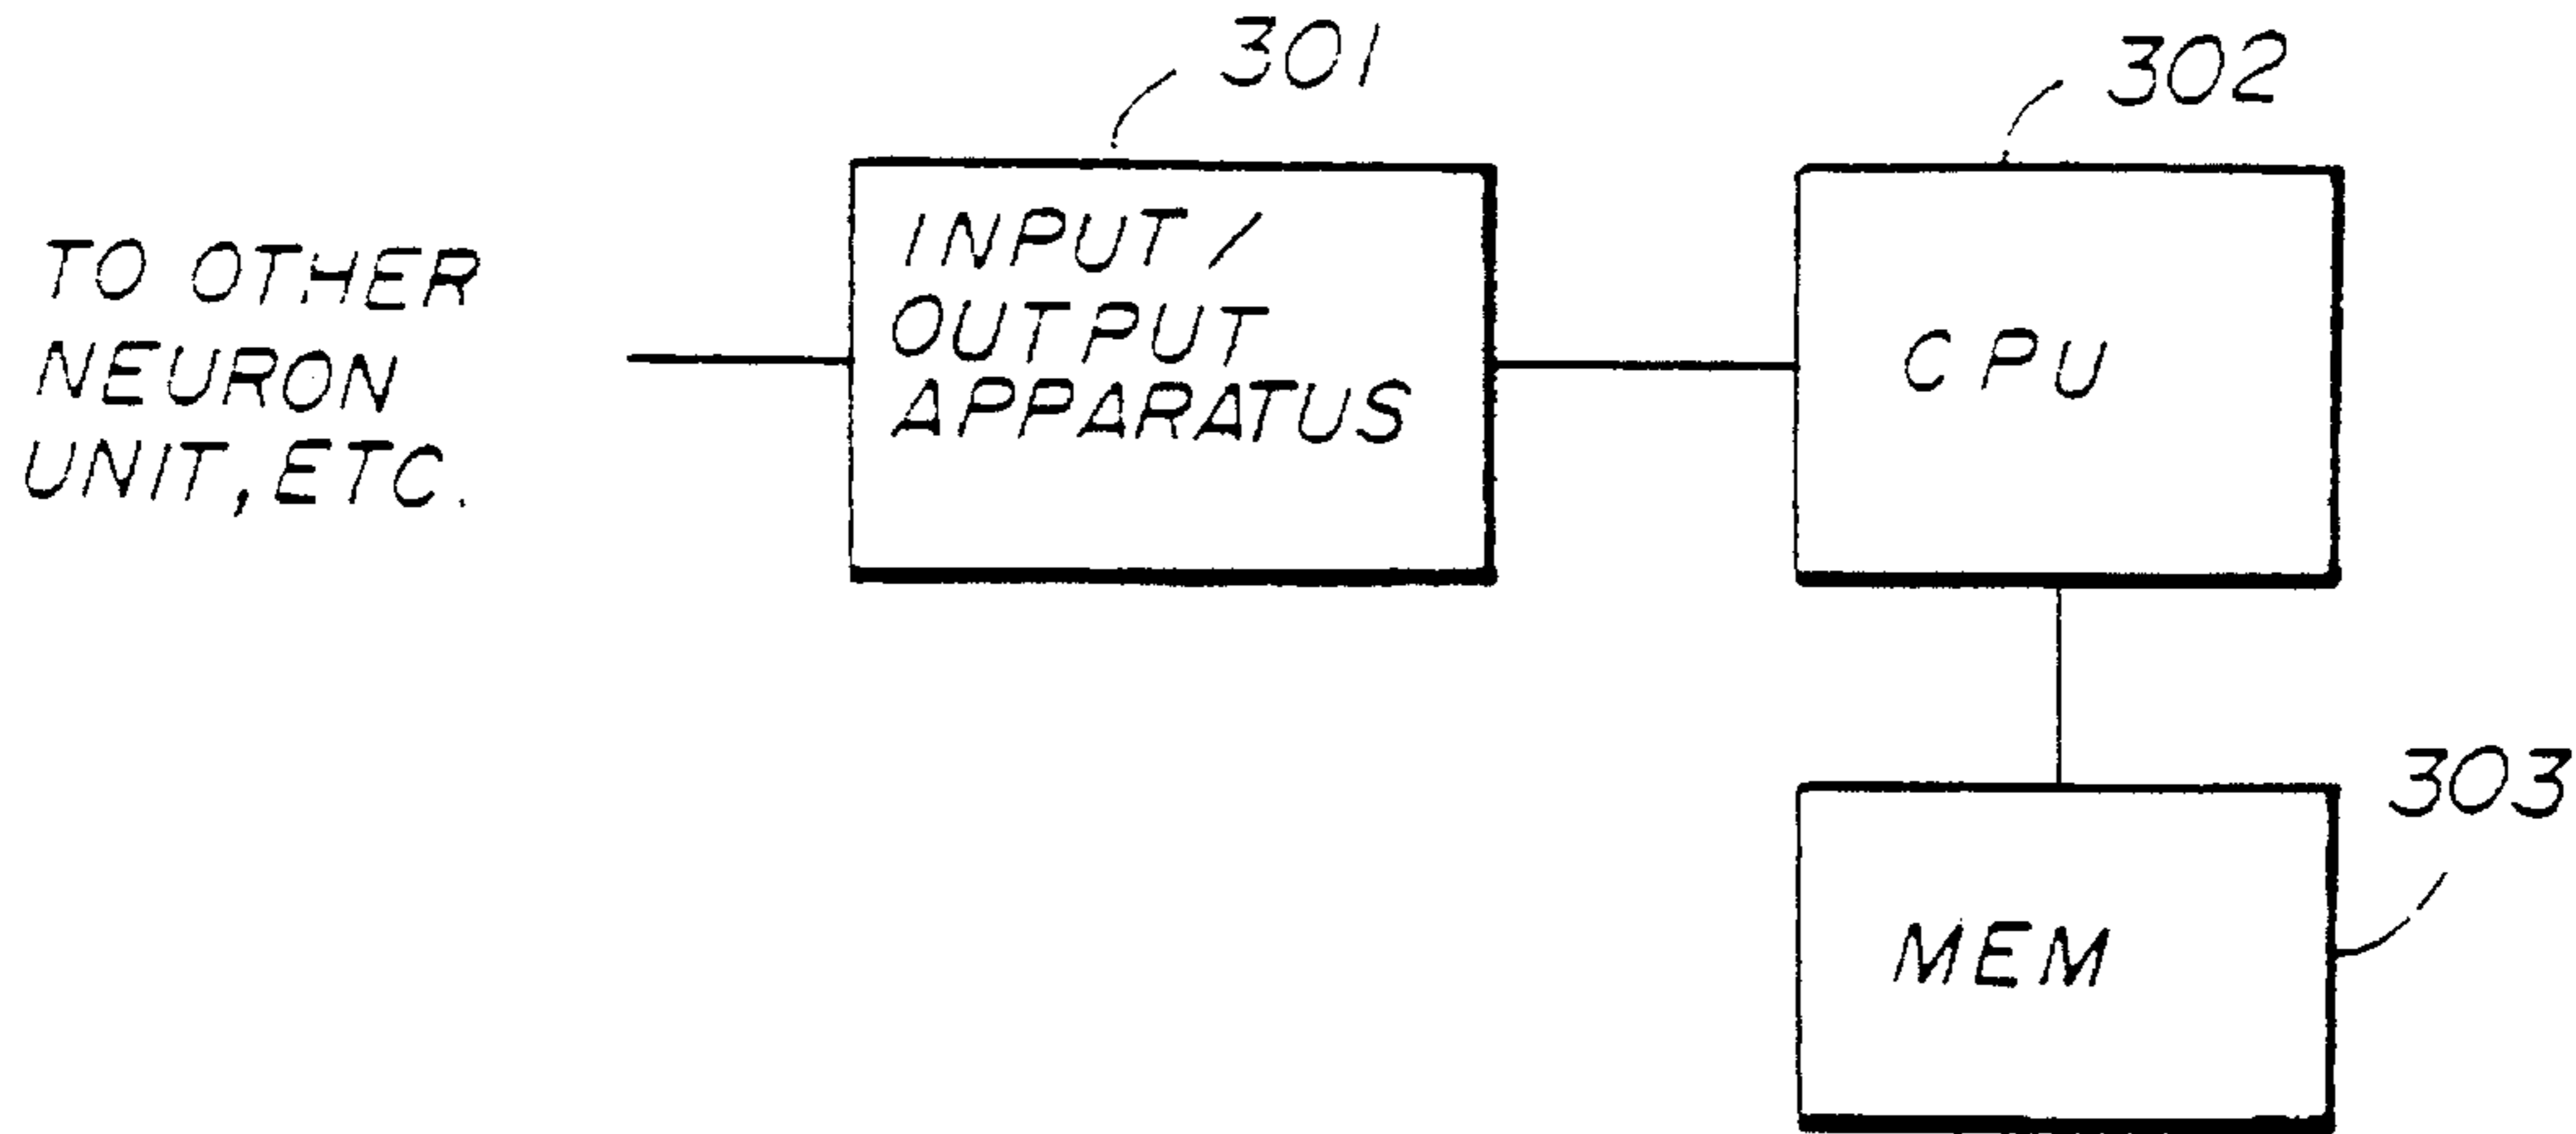 301
302
TO OTHER
NEURON
UNIT, ETC.
INPUT /
OUTPUT
APPARATUS
CPU
303
MEM